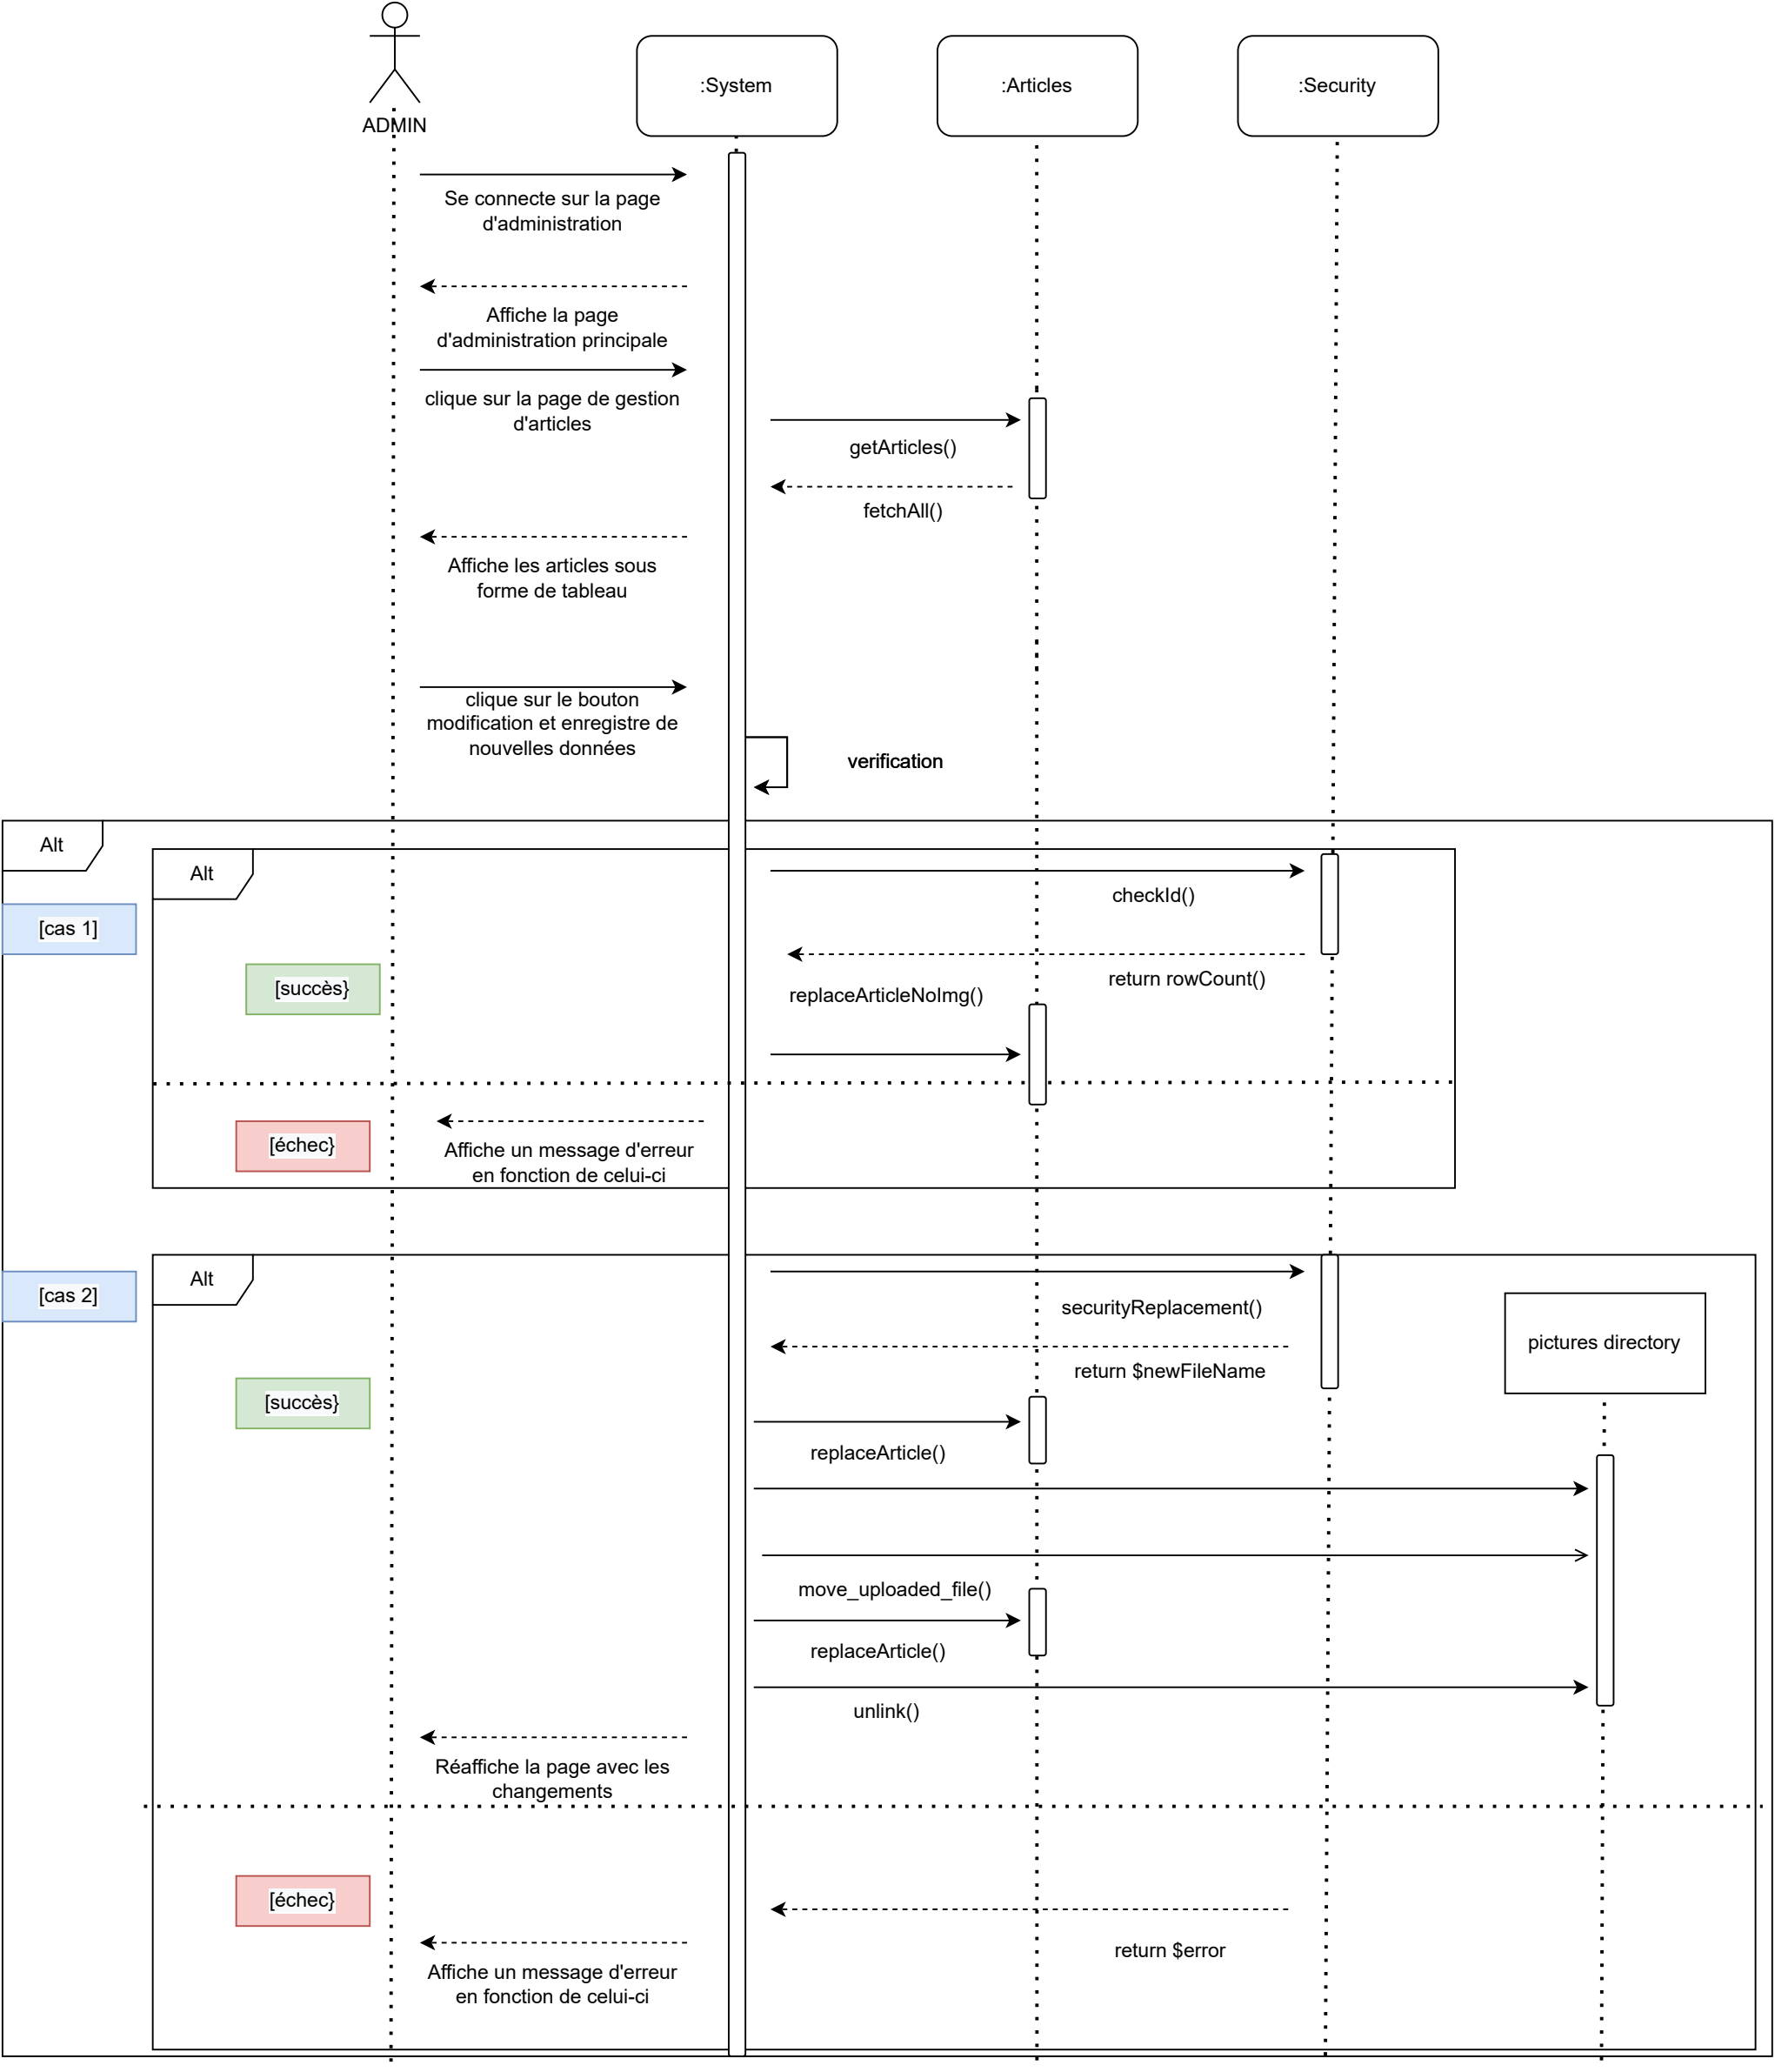 ADMIN
:System
:Articles
:Security
Se connecte sur la page
d'administration
Affiche la page
d'administration principale
clique sur la page de gestion
d'articles
getArticles()
fetchAll()
Affiche les articles sous
forme de tableau
clique sur le bouton
modification et enregistre de
nouvelles données
verification
Alt
Alt
checkId()
[cas 1]
return rowCount()
[succès}
replaceArticleNoImg()
[échec}
Affiche un message d'erreur
en fonction de celui-ci
Alt
[cas 2]
securityReplacement()
pictures directory
return $newFileName
[succès}
replaceArticle()
move_uploaded_file()
replaceArticle()
unlink()
Réaffiche la page avec les
changements
[échec}
return $error
Affiche un message d'erreur
en fonction de celui-ci